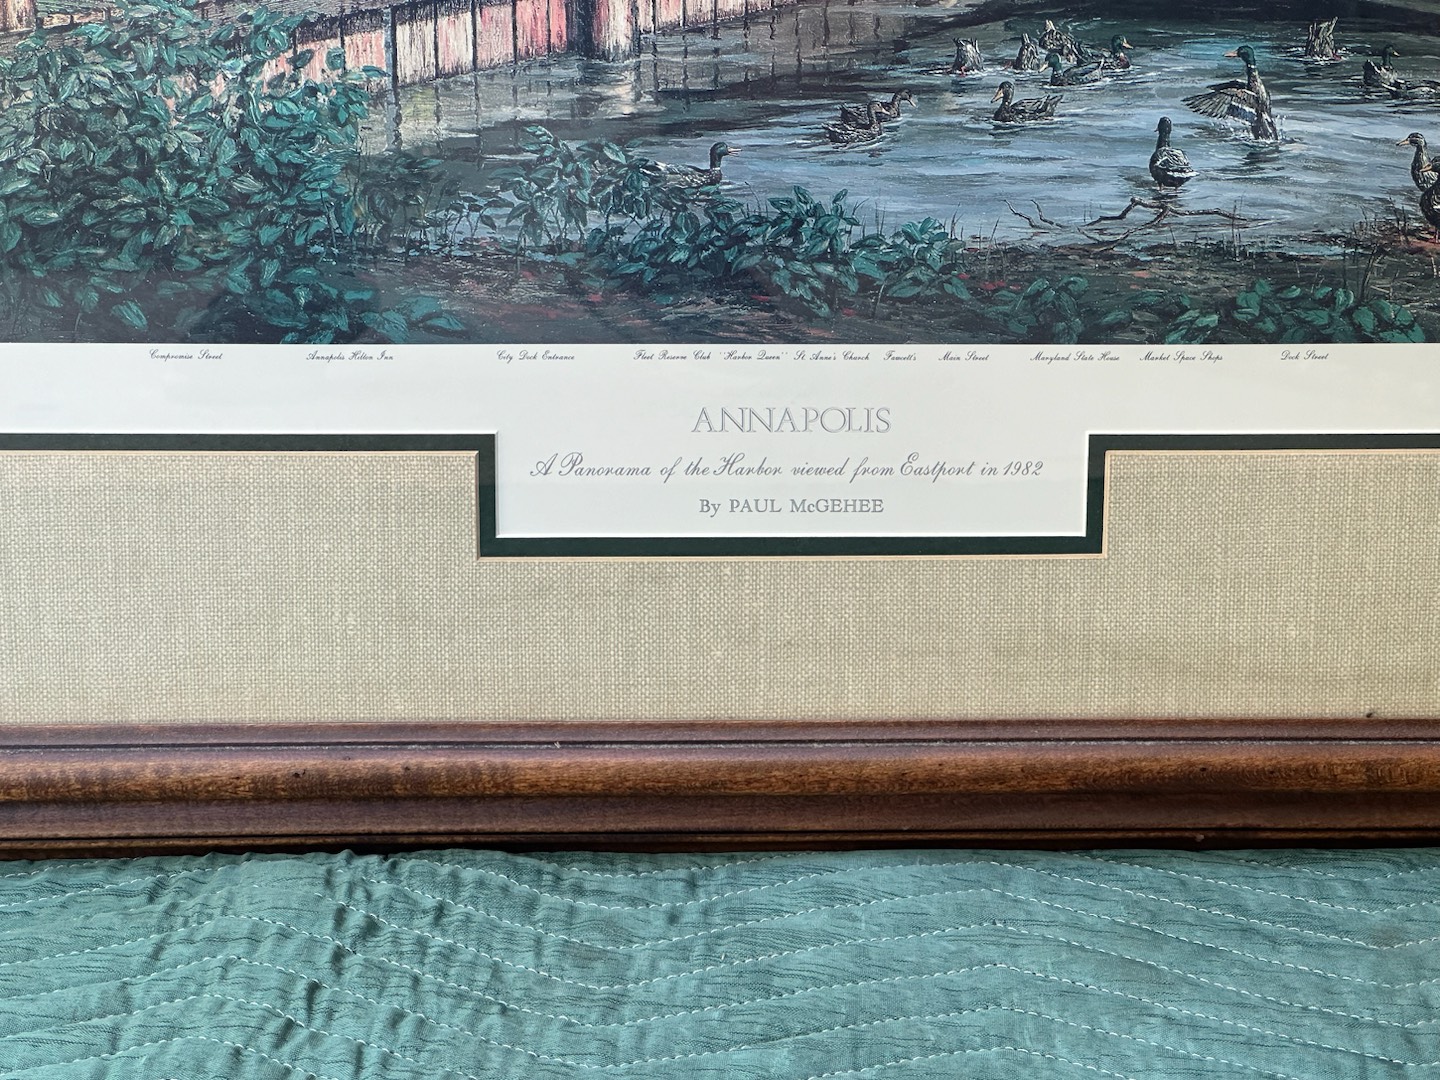 Compromise Street Annapolis Hilton Inn City Dock Entrance Fleet Reserve Club "Harbor Queen" St. Anne's Church Fawcett's Main Street Maryland State House Market Space Shops Dock Street
ANNAPOLIS
A Panorama of the Harbor viewed from Eastport in 1982
By PAUL McGEHEE